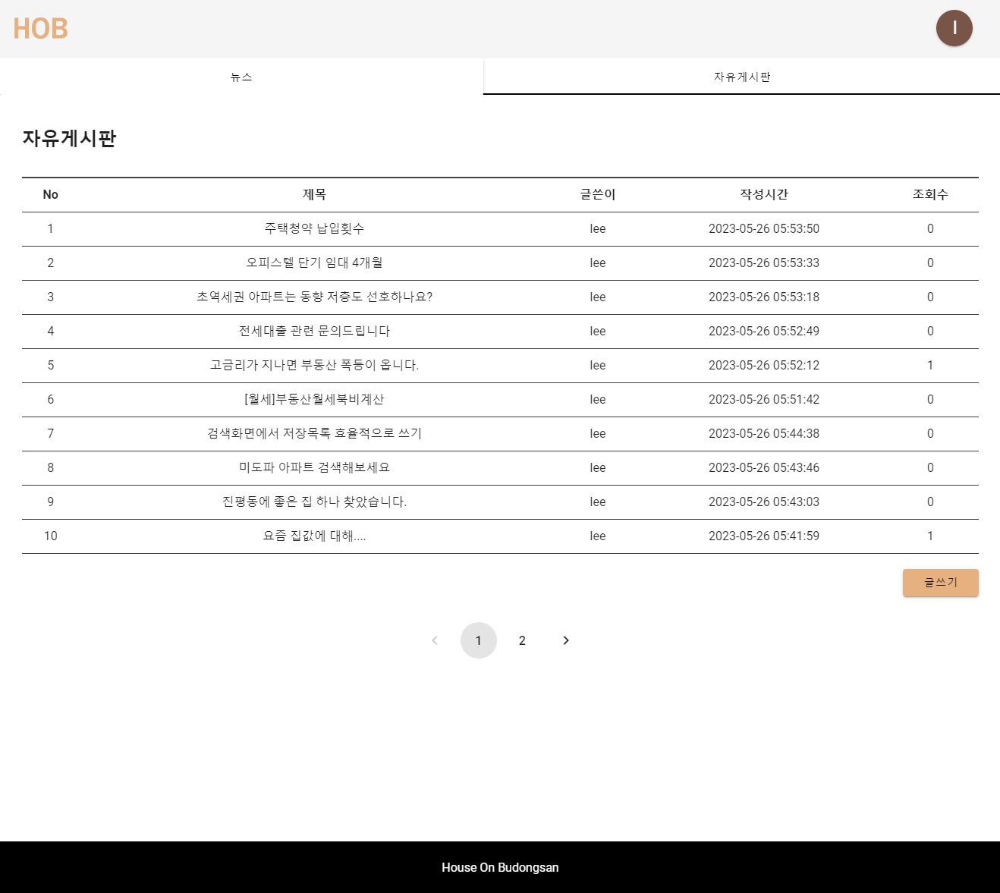 HOB
l
뉴스 자유게시판
자유게시판
No 제목 글쓴이 작성시간 조회수
1 주택청약 납입횟수 lee 2023-05-26 05:53:50 0
2 오피스텔 단기 임대 4개월 lee 2023-05-26 05:53:33 0
3 초역세권 아파트는 동향 저층도 선호하나요? lee 2023-05-26 05:53:18 0
4 전세대출 관련 문의드립니다 lee 2023-05-26 05:52:49 0
5 고금리가 지나면 부동산 폭등이 옵니다. lee 2023-05-26 05:52:12 1
6 [월세]부동산월세북비계산 lee 2023-05-26 05:51:42 0
7 검색화면에서 저장목록 효율적으로 쓰기 lee 2023-05-26 05:44:38 0
8 미도파 아파트 검색해보세요 lee 2023-05-26 05:43:46 0
9 진평동에 좋은 집 하나 찾았습니다. lee 2023-05-26 05:43:03 0
10 요즘 집값에 대해.... lee 2023-05-26 05:41:59 1
글쓰기
1 2
House On Budongsan